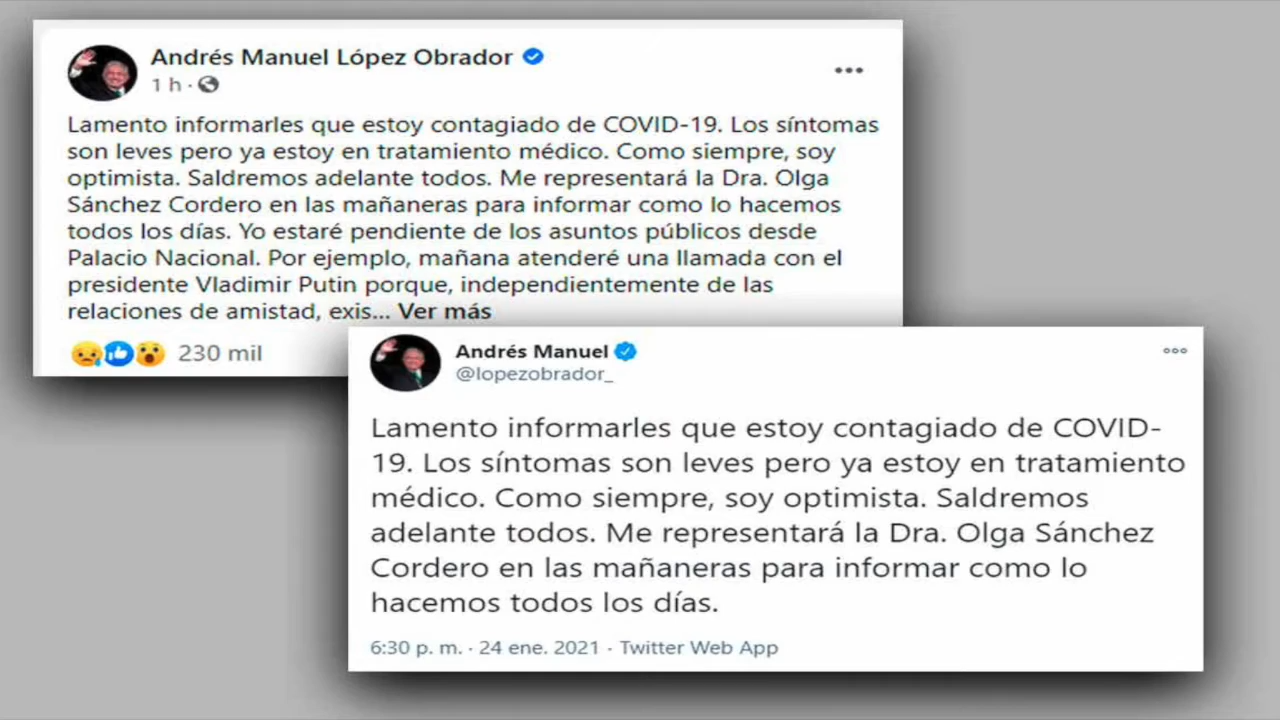 Andrés Manuel López Obrador
1 h ·
Lamento informarles que estoy contagiado de COVID-19. Los síntomas
son leves pero ya estoy en tratamiento médico. Como siempre, soy
optimista. Saldremos adelante todos. Me representará la Dra. Olga
Sánchez Cordero en las mañaneras para informar como lo hacemos
todos los días. Yo estaré pendiente de los asuntos públicos desde
Palacio Nacional. Por ejemplo, mañana atenderé una llamada con el
presidente Vladimir Putin porque, independientemente de las
relaciones de amistad, exis... Ver más
230 mil
Andrés Manuel
@lopezobrador_
Lamento informarles que estoy contagiado de COVID-
19. Los síntomas son leves pero ya estoy en tratamiento
médico. Como siempre, soy optimista. Saldremos
adelante todos. Me representará la Dra. Olga Sánchez
Cordero en las mañaneras para informar como lo
hacemos todos los días.
6:30 p. m. · 24 ene. 2021 · Twitter Web App